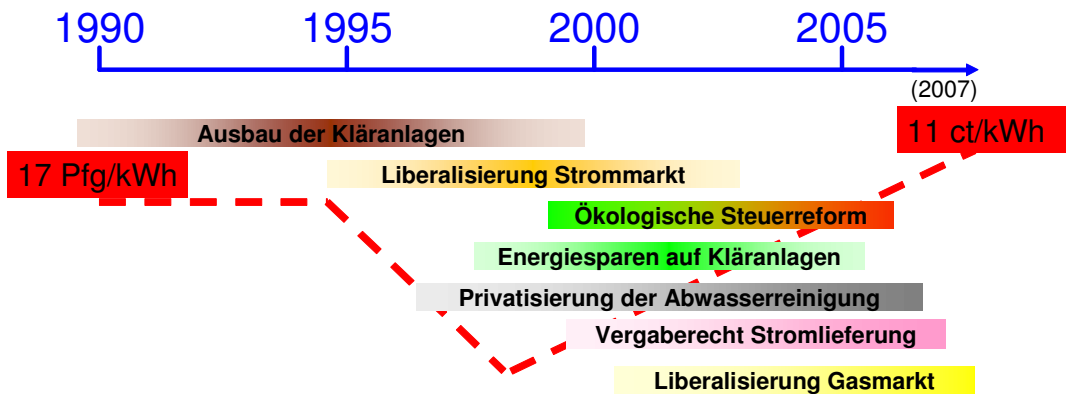 1990
1995
2000
2005
(2007)
11 ct/kWh
Ausbau der Kläranlagen
17 Pfg/kWh
Liberalisierung Strommarkt
Ökologische Steuerreform
Energiesparen auf Kläranlagen
Privatisierung der Abwasserreinigung
Vergaberecht Stromlieferung
Liberalisierung Gasmarkt